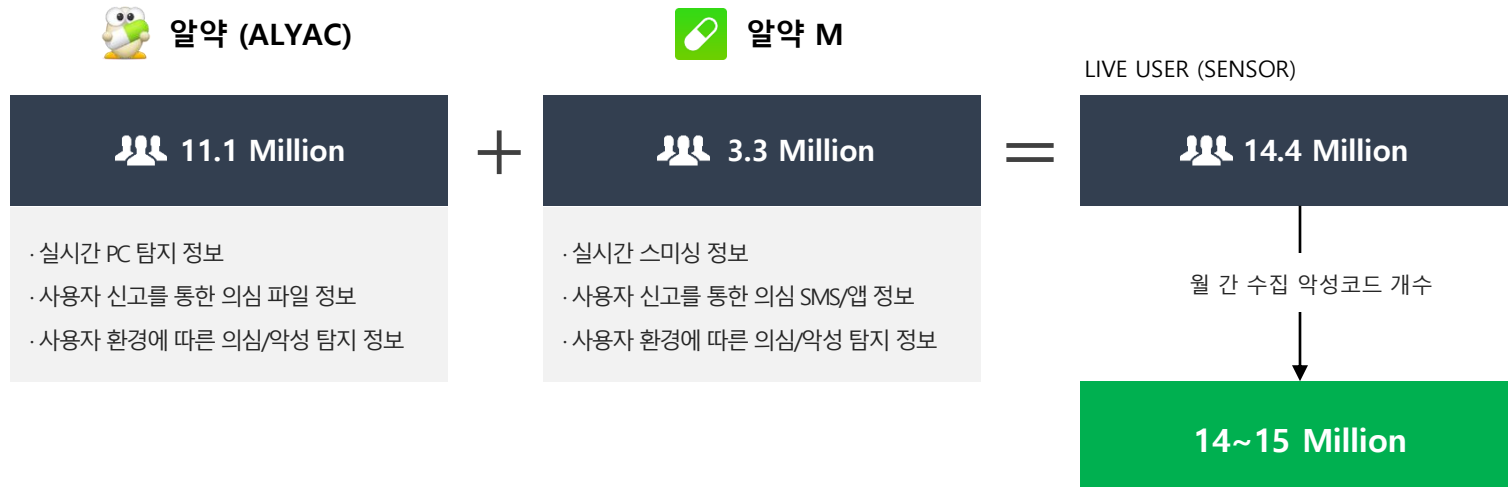 알약 (ALYAC)
11.1 Million
· 실시간 PC 탐지 정보
· 사용자 신고를 통한 의심 파일 정보
· 사용자 환경에 따른 의심/악성 탐지 정보
+
알약 M
3.3 Million
· 실시간 스미싱 정보
· 사용자 신고를 통한 의심 SMS/앱 정보
· 사용자 환경에 따른 의심/악성 탐지 정보
=
LIVE USER (SENSOR)
14.4 Million
월 간 수집 악성코드 개수
14~15 Million